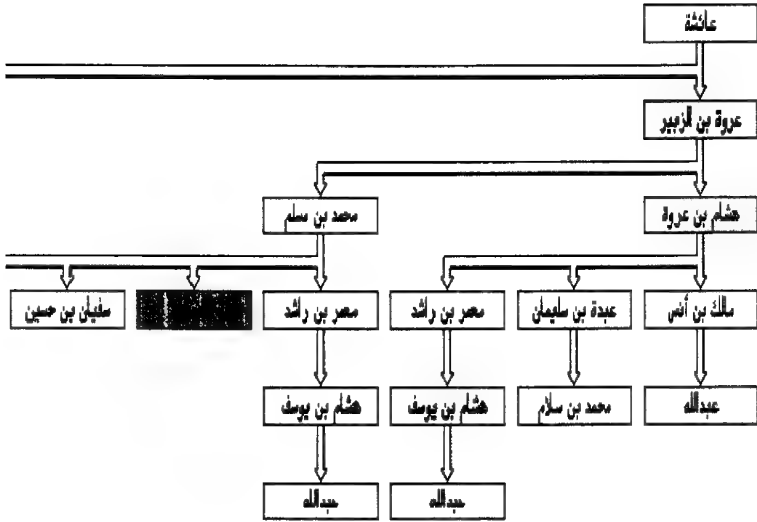 عائشة
عروة بن الزبير
هشام بن عروة
محمد بن سلم
مالك بن أنس
عبدة بن سليمان
معمر بن راشد
معمر بن راشد
سفيان بن حسين
عبدالله
محمد بن سلام
هشام بن يوسف
هشام بن يوسف
عبدالله
عبدالله